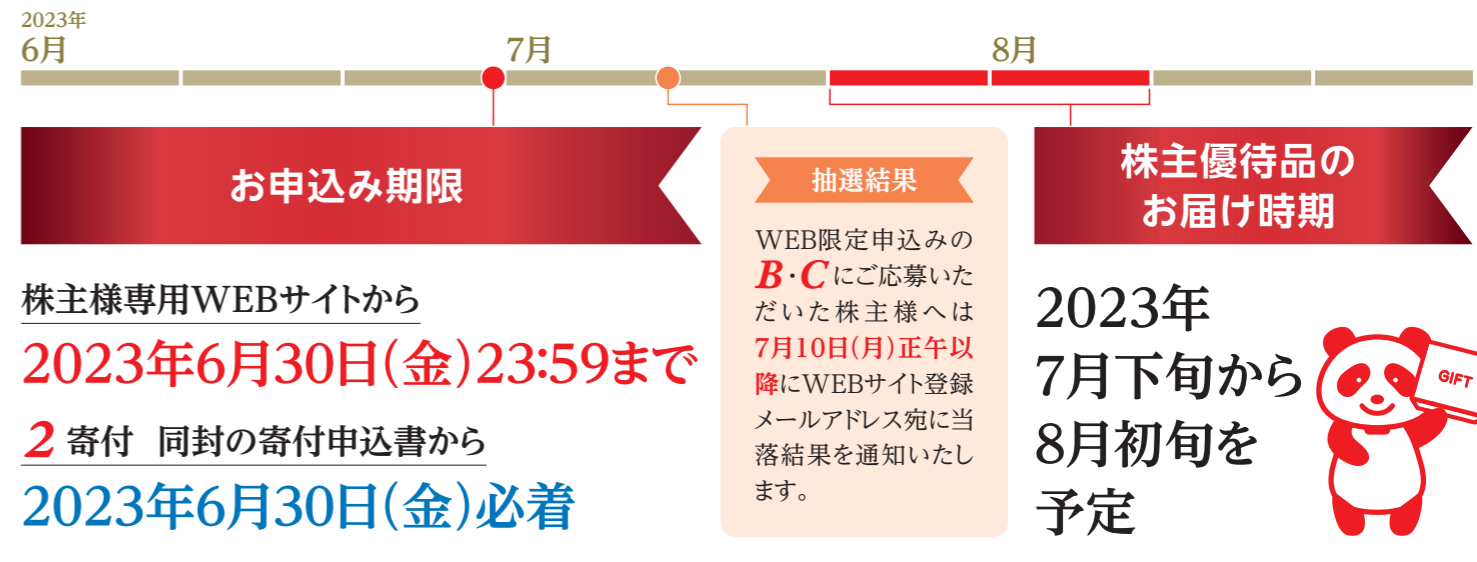 2023年
6月
7月
8月
お申込み期限
株主様専用WEBサイトから
2023年6月30日(金)23:59まで
2 寄付 同封の寄付申込書から
2023年6月30日(金)必着
抽選結果
WEB限定申込みの
B・Cにご応募いた
だいた株主様へは
7月10日(月)正午以
降にWEBサイト登録
メールアドレス宛に当
落結果を通知いたし
ます。
株主優待品の
お届け時期
2023年
7月下旬から
8月初旬を
予定
GIFT